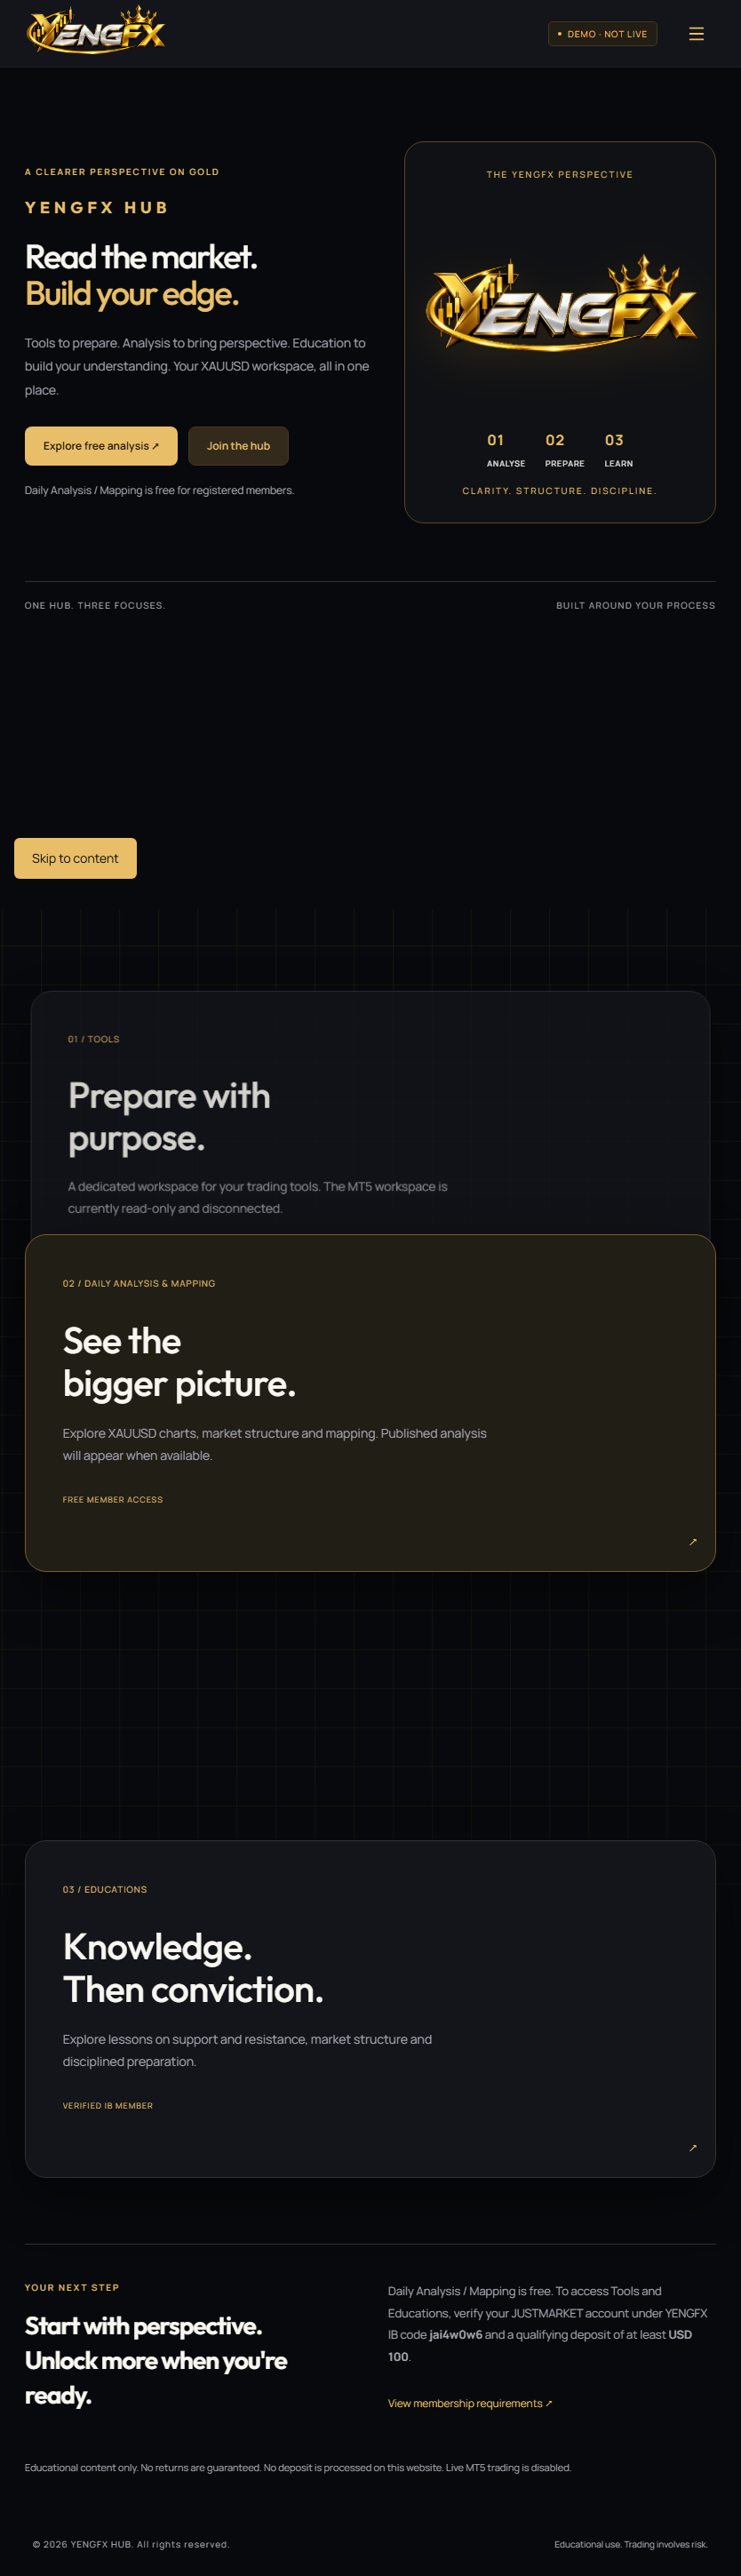 YENGFX
DEMO · NOT LIVE
A CLEARER PERSPECTIVE ON GOLD
YENGFX HUB
Read the market.
Build your edge.
Tools to prepare. Analysis to bring perspective. Education to
build your understanding. Your XAUUSD workspace, all in one
place.
Explore free analysis ↗
Join the hub
Daily Analysis / Mapping is free for registered members.
THE YENGFX PERSPECTIVE
YENGFX
01 02 03
ANALYSE PREPARE LEARN
CLARITY. STRUCTURE. DISCIPLINE.
ONE HUB. THREE FOCUSES.
BUILT AROUND YOUR PROCESS
Skip to content
01 / TOOLS
Prepare with
purpose.
A dedicated workspace for your trading tools. The MT5 workspace is
currently read-only and disconnected.
02 / DAILY ANALYSIS & MAPPING
See the
bigger picture.
Explore XAUUSD charts, market structure and mapping. Published analysis
will appear when available.
FREE MEMBER ACCESS
↗
03 / EDUCATIONS
Knowledge.
Then conviction.
Explore lessons on support and resistance, market structure and
disciplined preparation.
VERIFIED IB MEMBER
↗
YOUR NEXT STEP
Start with perspective.
Unlock more when you're
ready.
Daily Analysis / Mapping is free. To access Tools and
Educations, verify your JUSTMARKET account under YENGFX
IB code jai4w0w6 and a qualifying deposit of at least USD
100.
View membership requirements ↗
Educational content only. No returns are guaranteed. No deposit is processed on this website. Live MT5 trading is disabled.
© 2026 YENGFX HUB. All rights reserved.
Educational use. Trading involves risk.